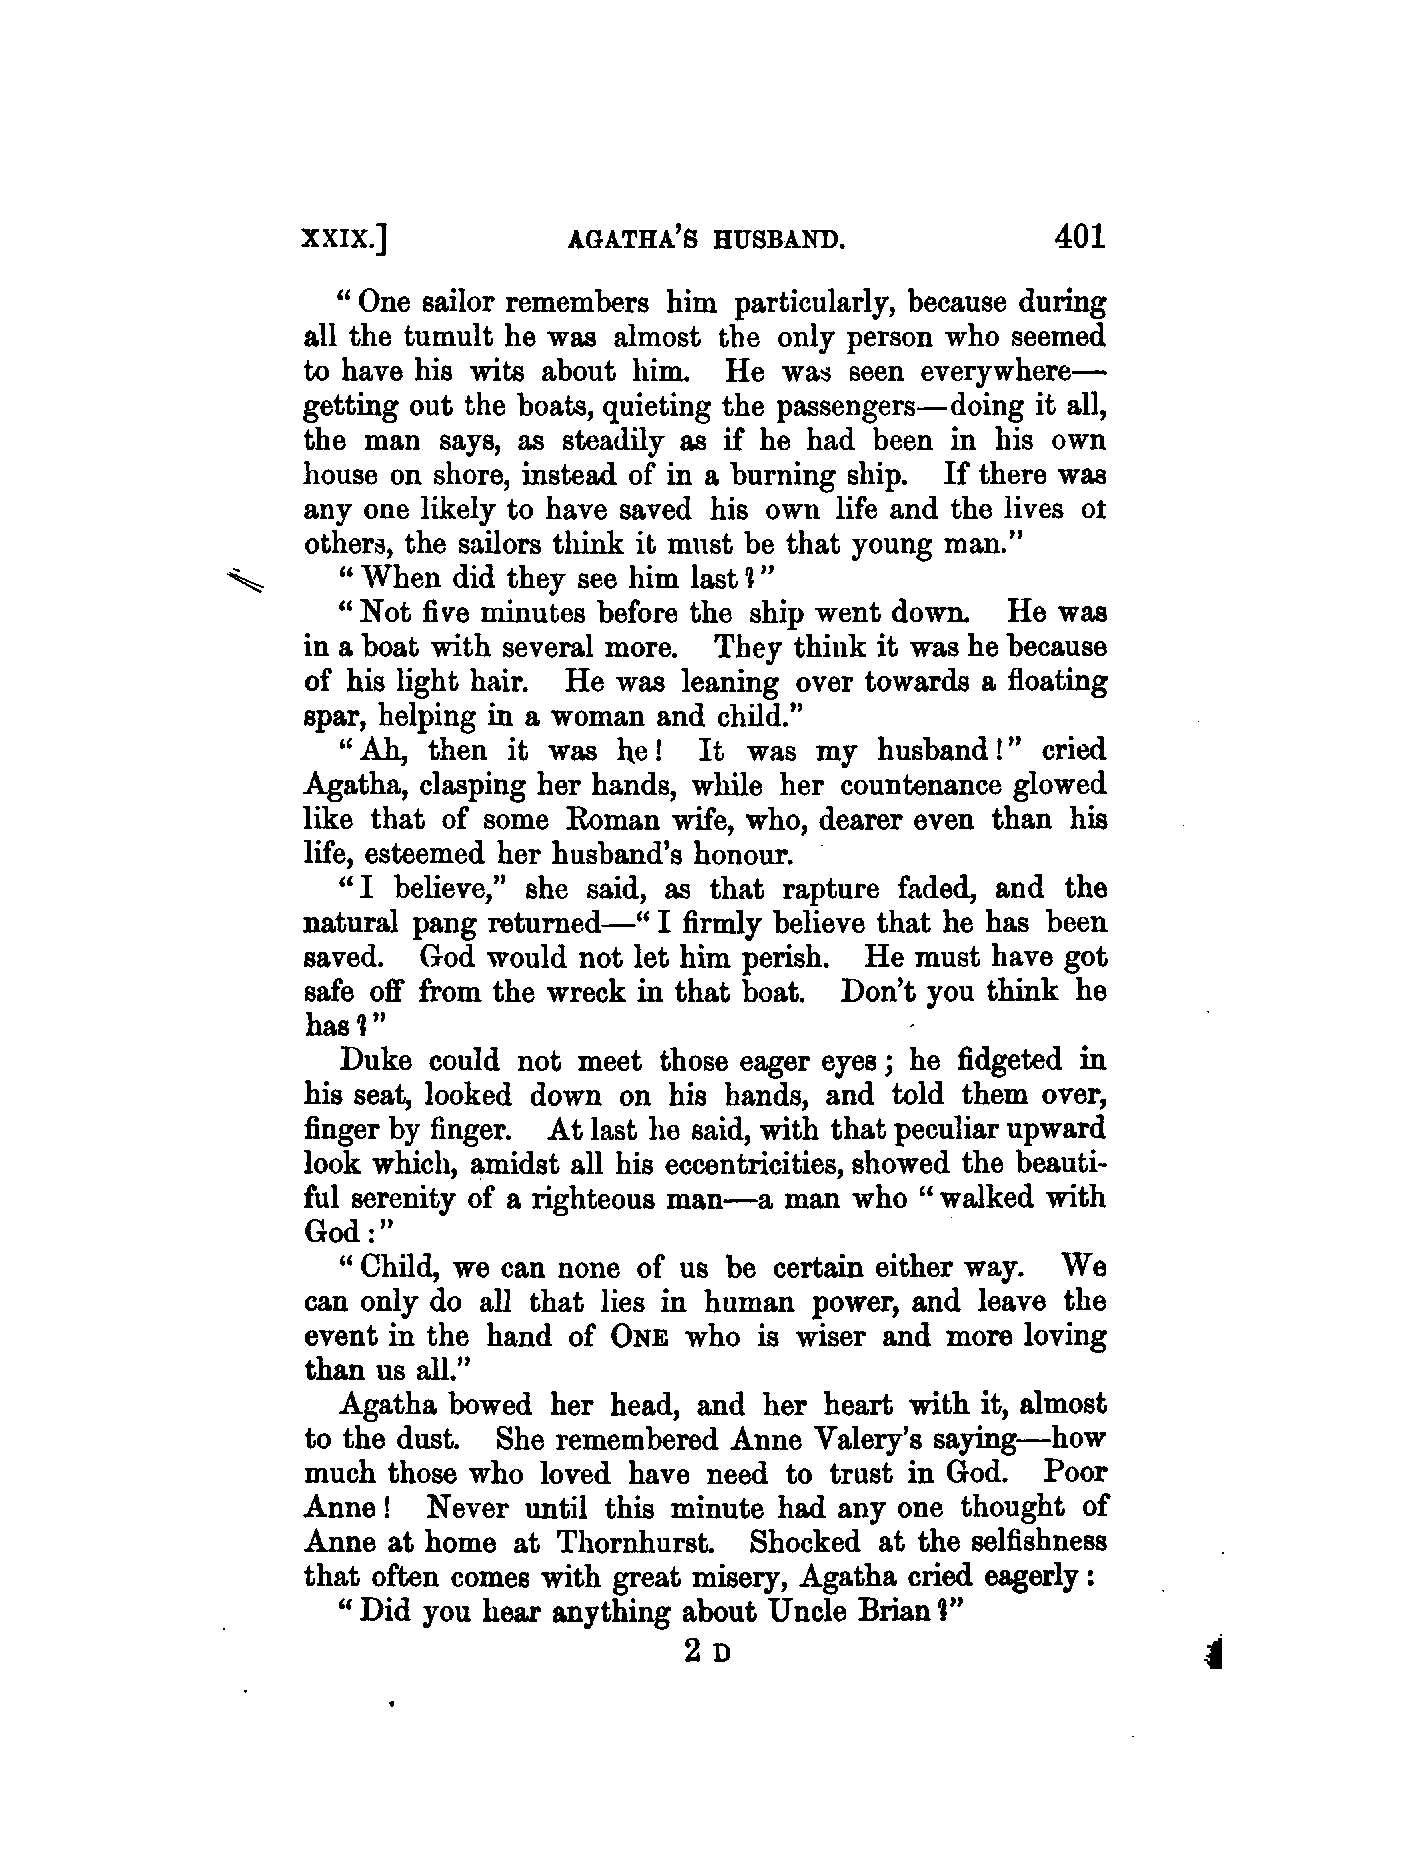 XXIX.] AGATHA'S HUSBAND. 401
“One sailor remembers him particularly, because during
all the tumult he was almost the only person who seemed
to have his wits about him. He was seen everywhere—
getting out the boats, quieting the passengers—doing it all,
the man says, as steadily as if he had been in his own
house on shore, instead of in a burning ship. If there was
any one likely to have saved his own life and the lives of
others, the sailors think it must be that young man.”
“When did they see him last?”
“Not five minutes before the ship went down. He was
in a boat with several more. They think it was he because
of his light hair. He was leaning over towards a floating
spar, helping in a woman and child.”
“Ah, then it was he! It was my husband!” cried
Agatha, clasping her hands, while her countenance glowed
like that of some Roman wife, who, dearer even than his
life, esteemed her husband's honour.
“I believe,” she said, as that rapture faded, and the
natural pang returned—“I firmly believe that he has been
saved. God would not let him perish. He must have got
safe off from the wreck in that boat. Don't you think he
has?”
Duke could not meet those eager eyes; he fidgeted in
his seat, looked down on his hands, and told them over,
finger by finger. At last he said, with that peculiar upward
look which, amidst all his eccentricities, showed the beauti-
ful serenity of a righteous man—a man who “walked with
God:”
“Child, we can none of us be certain either way. We
can only do all that lies in human power, and leave the
event in the hand of ONE who is wiser and more loving
than us all.”
Agatha bowed her head, and her heart with it, almost
to the dust. She remembered Anne Valery's saying—how
much those who loved have need to trust in God. Poor
Anne! Never until this minute had any one thought of
Anne at home at Thornhurst. Shocked at the selfishness
that often comes with great misery, Agatha cried eagerly:
“Did you hear anything about Uncle Brian?”
2 D